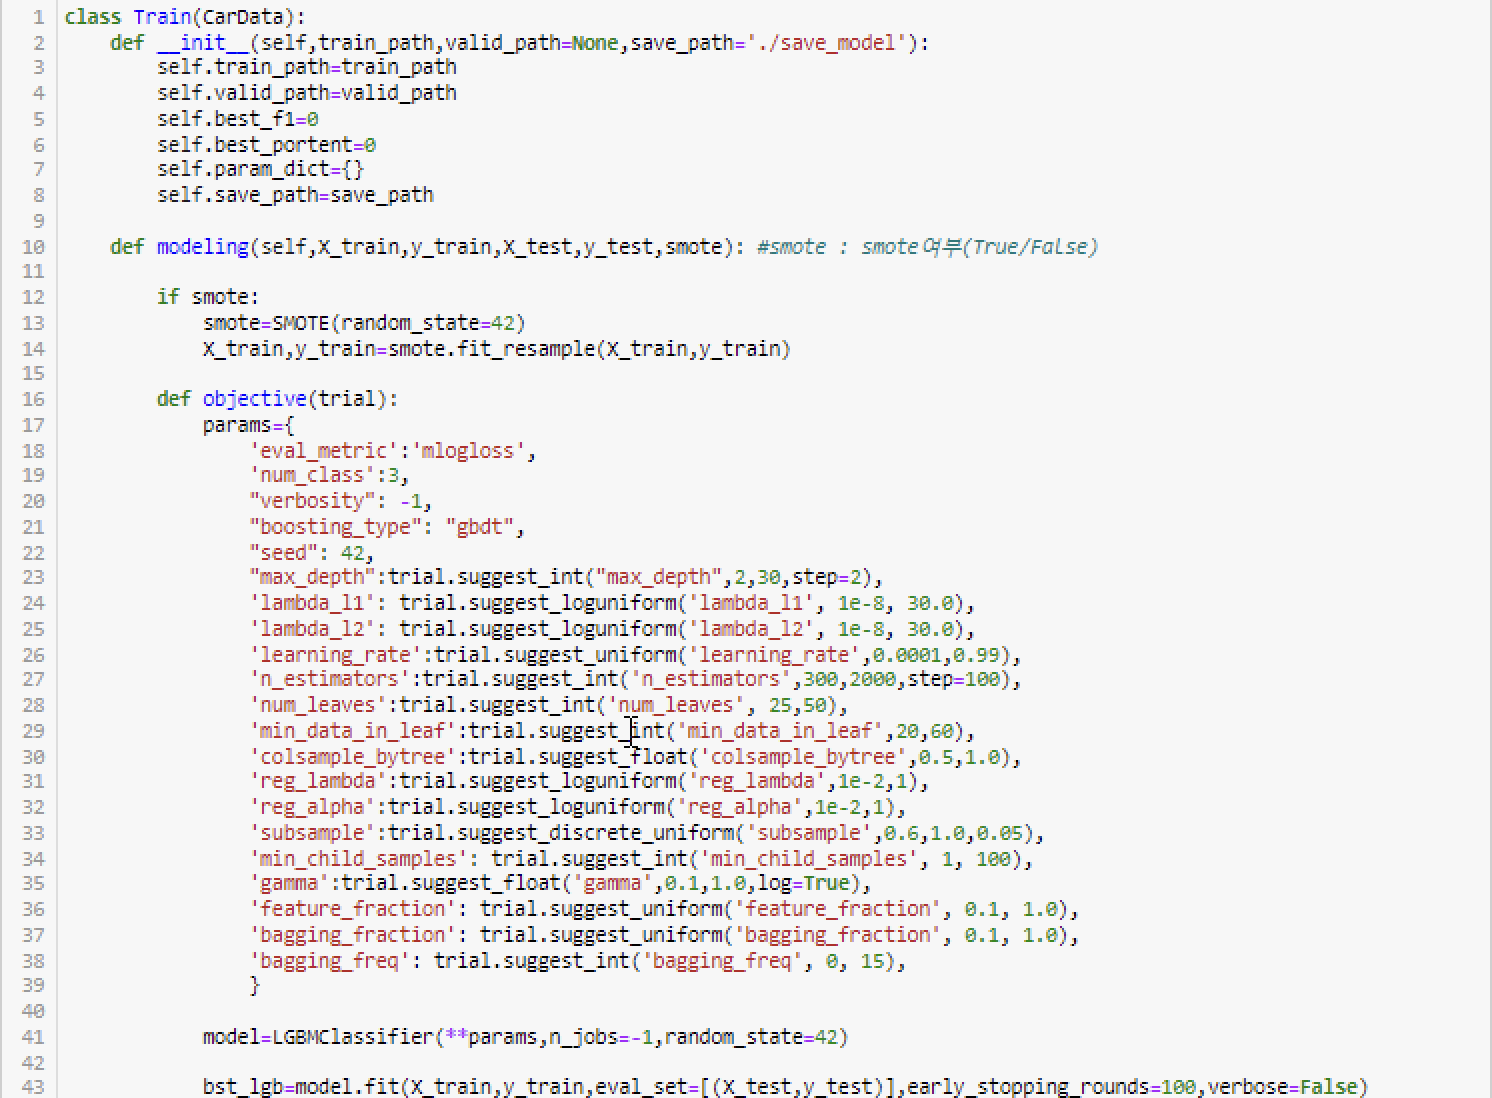 1 class Train(CarData):
2     def __init__(self,train_path,valid_path=None,save_path='./save_model'):
3         self.train_path=train_path
4         self.valid_path=valid_path
5         self.best_f1=0
6         self.best_portent=0
7         self.param_dict={}
8         self.save_path=save_path
9
10     def modeling(self,X_train,y_train,X_test,y_test,smote): #smote : smote여부(True/False)
11
12         if smote:
13             smote=SMOTE(random_state=42)
14             X_train,y_train=smote.fit_resample(X_train,y_train)
15
16         def objective(trial):
17             params={
18                 'eval_metric':'mlogloss',
19                 'num_class':3,
20                 "verbosity": -1,
21                 "boosting_type": "gbdt",
22                 "seed": 42,
23                 "max_depth":trial.suggest_int("max_depth",2,30,step=2),
24                 'lambda_l1': trial.suggest_loguniform('lambda_l1', 1e-8, 30.0),
25                 'lambda_l2': trial.suggest_loguniform('lambda_l2', 1e-8, 30.0),
26                 'learning_rate':trial.suggest_uniform('learning_rate',0.0001,0.99),
27                 'n_estimators':trial.suggest_int('n_estimators',300,2000,step=100),
28                 'num_leaves':trial.suggest_int('num_leaves', 25,50),
29                 'min_data_in_leaf':trial.suggest_int('min_data_in_leaf',20,60),
30                 'colsample_bytree':trial.suggest_float('colsample_bytree',0.5,1.0),
31                 'reg_lambda':trial.suggest_loguniform('reg_lambda',1e-2,1),
32                 'reg_alpha':trial.suggest_loguniform('reg_alpha',1e-2,1),
33                 'subsample':trial.suggest_discrete_uniform('subsample',0.6,1.0,0.05),
34                 'min_child_samples': trial.suggest_int('min_child_samples', 1, 100),
35                 'gamma':trial.suggest_float('gamma',0.1,1.0,log=True),
36                 'feature_fraction': trial.suggest_uniform('feature_fraction', 0.1, 1.0),
37                 'bagging_fraction': trial.suggest_uniform('bagging_fraction', 0.1, 1.0),
38                 'bagging_freq': trial.suggest_int('bagging_freq', 0, 15),
39                 }
40
41             model=LGBMClassifier(**params,n_jobs=-1,random_state=42)
42
43             bst_lgb=model.fit(X_train,y_train,eval_set=[(X_test,y_test)],early_stopping_rounds=100,verbose=False)